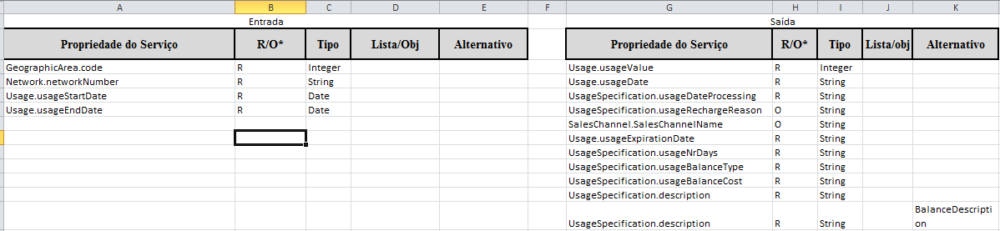 A B C D E F G H I J K
Entrada Saída
Propriedade do Serviço R/O* Tipo Lista/Obj Alternativo Propriedade do Serviço R/O* Tipo Lista/obj Alternativo
GeographicArea.code R Integer Usage.usageValue R Integer
Network.networkNumber R String Usage.usageDate R String
Usage.usageStartDate R Date UsageSpecification.usageDateProcessing R String
Usage.usageEndDate R Date UsageSpecification.usageRechargeReason O String
SalesChannel.SalesChannelName O String
Usage.usageExpirationDate R String
UsageSpecification.usageNrDays R String
UsageSpecification.usageBalanceType R String
UsageSpecification.usageBalanceCost R String
UsageSpecification.description R String
BalanceDescripti
UsageSpecification.description R String on